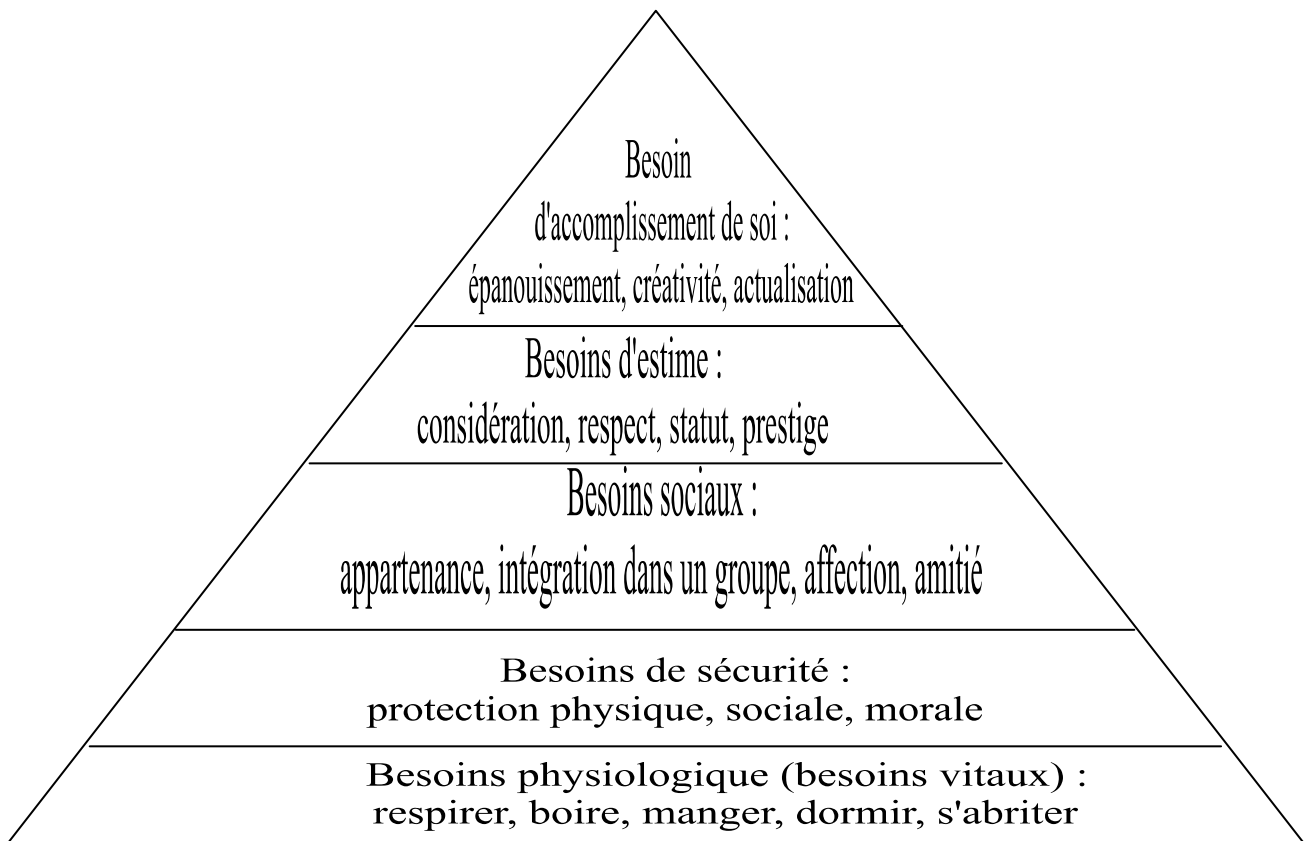 Besoin
d'accomplissement de soi :
épanouissement, créativité, actualisation
Besoins d'estime :
considération, respect, statut, prestige
Besoins sociaux :
appartenance, intégration dans un groupe, affection, amitié
Besoins de sécurité :
protection physique, sociale, morale
Besoins physiologique (besoins vitaux) :
respirer, boire, manger, dormir, s'abriter